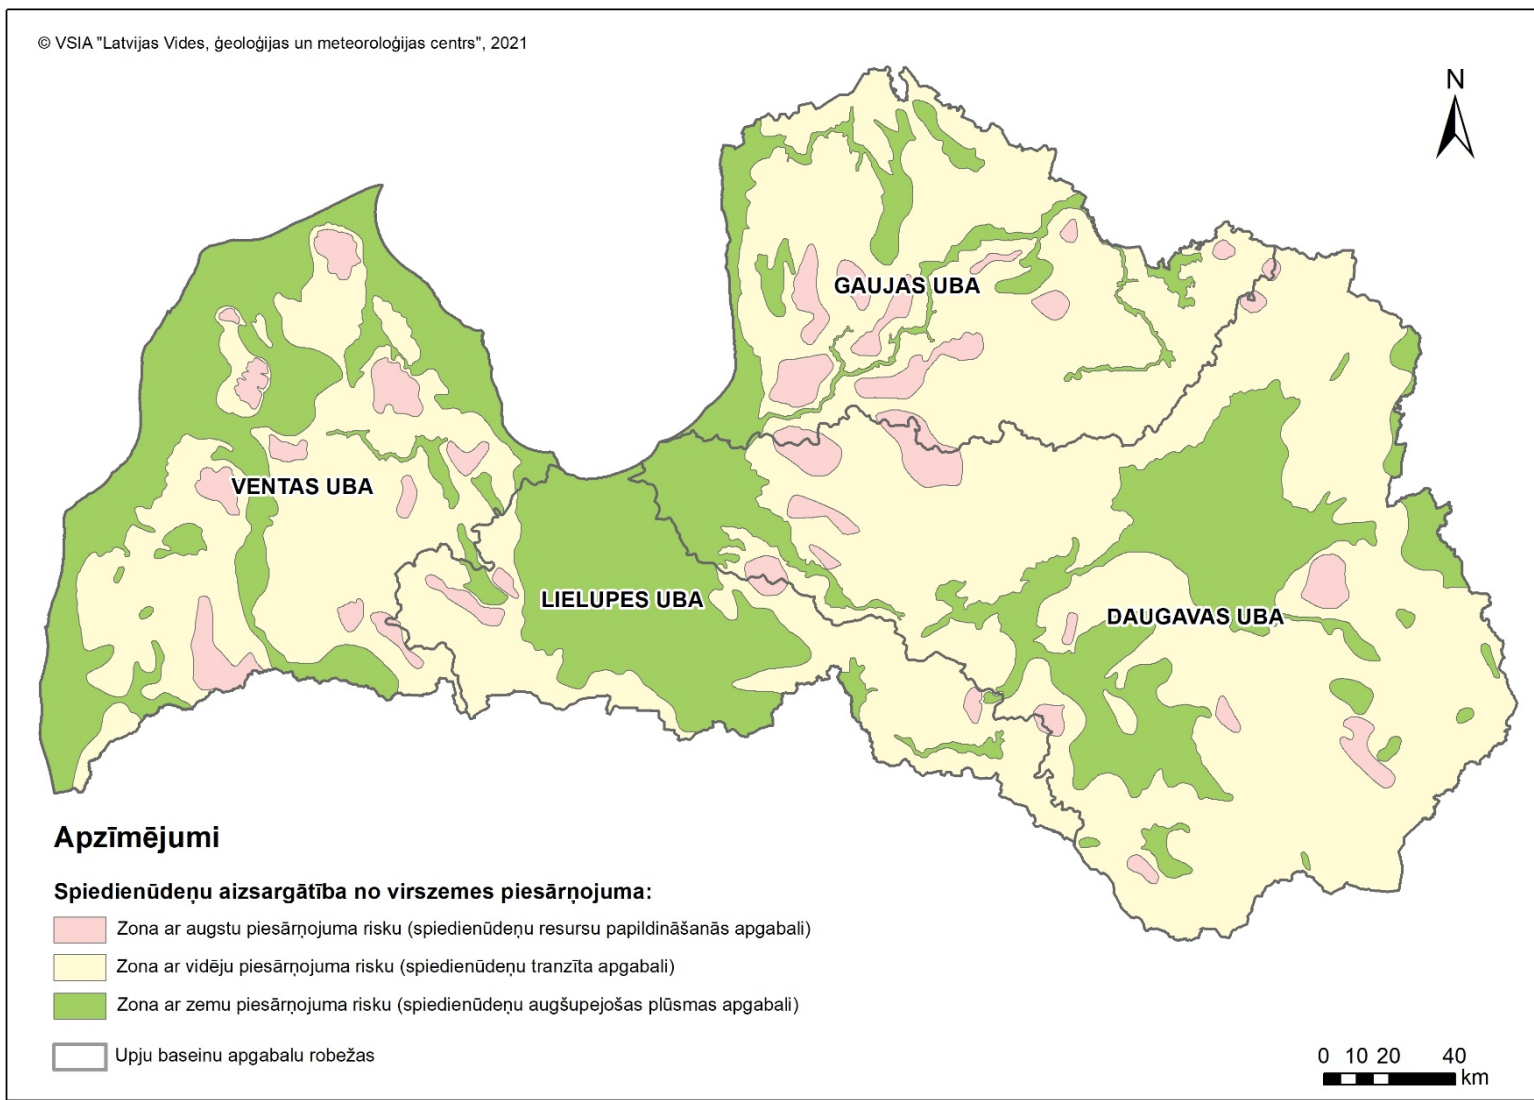 © VSIA "Latvijas Vides, ģeoloģijas un meteoroloģijas centrs", 2021
N
GAUJAS UBA
VENTAS UBA
LIELUPES UBA
DAUGAVAS UBA
Apzīmējumi
Spiedienūdeņu aizsargātība no virszemes piesārņojuma:
Zona ar augstu piesārņojuma risku (spiedienūdeņu resursu papildināšanās apgabali)
Zona ar vidēju piesārņojuma risku (spiedienūdeņu tranzīta apgabali)
Zona ar zemu piesārņojuma risku (spiedienūdeņu augšupejošas plūsmas apgabali)
Upju baseinu apgabalu robežas
0 10 20 40
km